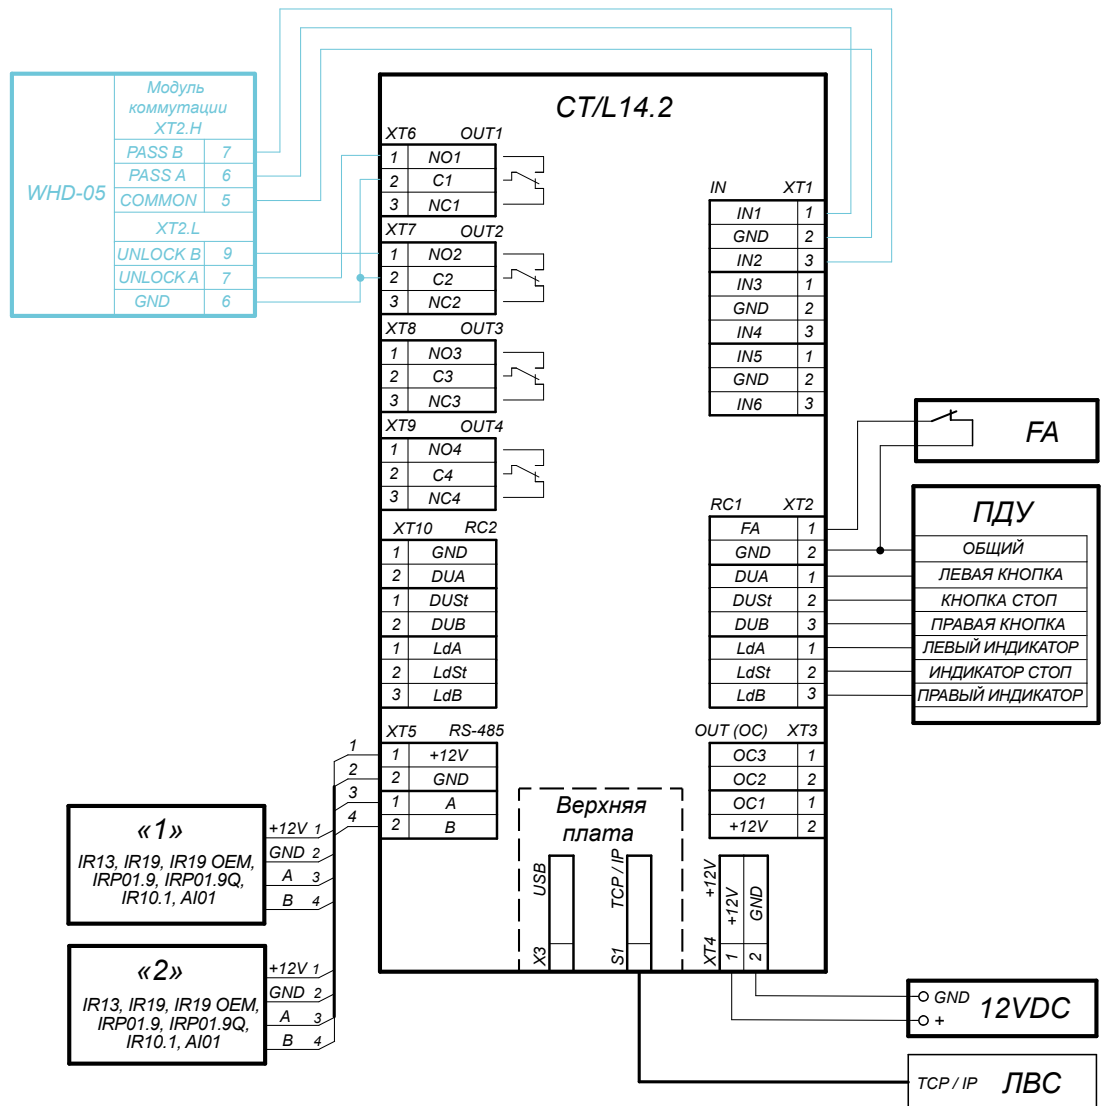 CT/L14.2
WHD-05
Модуль
коммутации
XT2.H
PASS B 7
PASS A 6
COMMON 5
XT2.L
UNLOCK B 9
UNLOCK A 7
GND 6
XT6 OUT1
1 NO1
2 C1
3 NC1
XT7 OUT2
1 NO2
2 C2
3 NC2
XT8 OUT3
1 NO3
2 C3
3 NC3
XT9 OUT4
1 NO4
2 C4
3 NC4
XT10 RC2
1 GND
2 DUA
1 DUSt
2 DUB
1 LdA
2 LdSt
3 LdB
XT5 RS-485
1 1 +12V
2 2 GND
3 1 A
4 2 B
IN XT1
IN1 1
GND 2
IN2 3
IN3 1
GND 2
IN4 3
IN5 1
GND 2
IN6 3
RC1 XT2
FA 1
GND 2
DUA 1
DUSt 2
DUB 3
LdA 1
LdSt 2
LdB 3
OUT (OC) XT3
OC3 1
OC2 2
OC1 1
+12V 2
FA
ПДУ
ОБЩИЙ
ЛЕВАЯ КНОПКА
КНОПКА СТОП
ПРАВАЯ КНОПКА
ЛЕВЫЙ ИНДИКАТОР
ИНДИКАТОР СТОП
ПРАВЫЙ ИНДИКАТОР
Верхняя
плата
X3 USB
S1 TCP / IP
XT4 +12V
1 +12V
2 GND
«1»
IR13, IR19, IR19 OEM,
IRP01.9, IRP01.9Q,
IR10.1, AI01
+12V 1
GND 2
A 3
B 4
«2»
IR13, IR19, IR19 OEM,
IRP01.9, IRP01.9Q,
IR10.1, AI01
+12V 1
GND 2
A 3
B 4
GND
+
12VDC
TCP / IP ЛВС